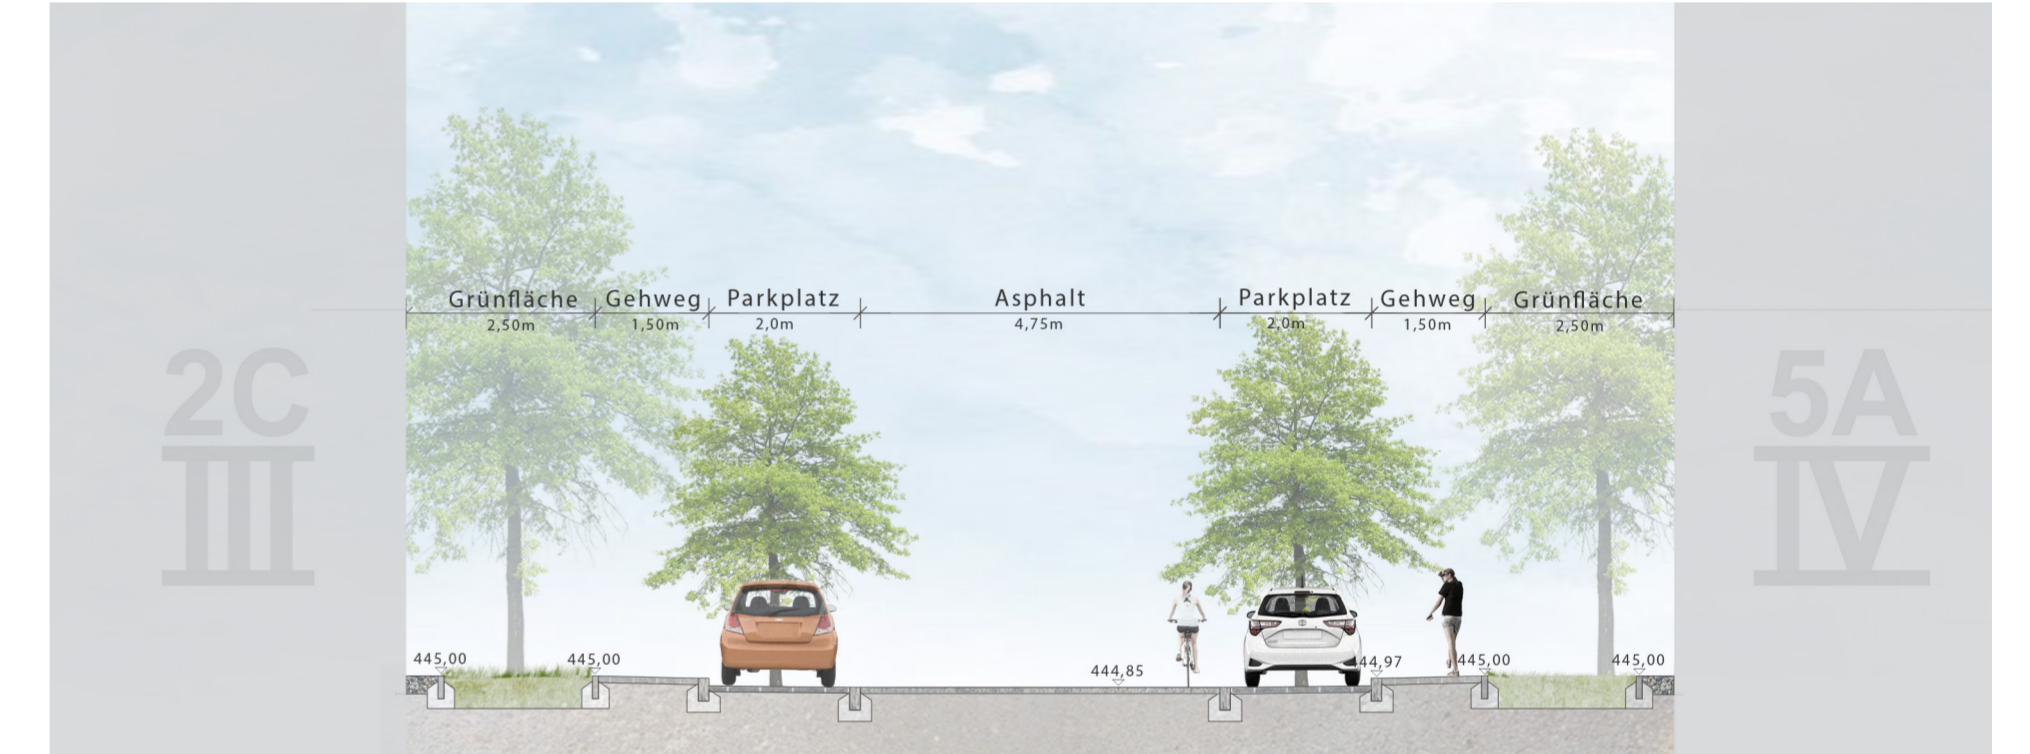 Grünfläche Gehweg Parkplatz Asphalt Parkplatz Gehweg Grünfläche
2,50m 1,50m 2,0m 4,75m 2,0m 1,50m 2,50m
2C 5A
III IV
445,00 445,00 444,85 44,97 445,00 445,00